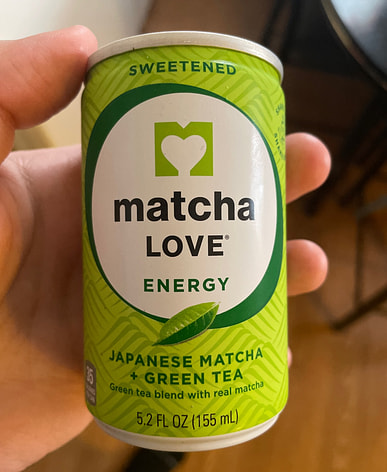 SWEETENED
matcha
LOVE®
ENERGY
JAPANESE MATCHA
+ GREEN TEA
Green tea blend with real matcha
5.2 FL OZ (155 mL)
35